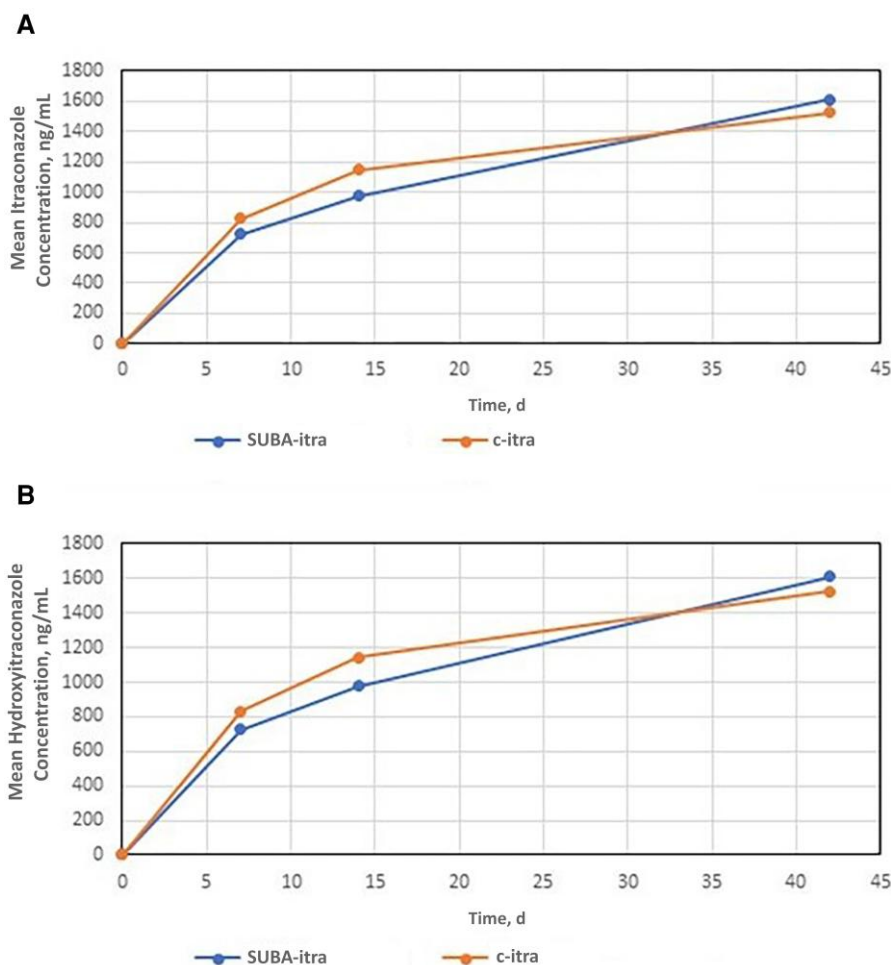 A
Mean Itraconazole
Concentration, ng/mL
1800
1600
1400
1200
1000
800
600
400
200
0
0 5 10 15 20 25 30 35 40 45
Time, d
SUBA-itra c-itra
B
Mean Hydroxyitraconazole
Concentration, ng/mL
1800
1600
1400
1200
1000
800
600
400
200
0
0 5 10 15 20 25 30 35 40 45
Time, d
SUBA-itra c-itra